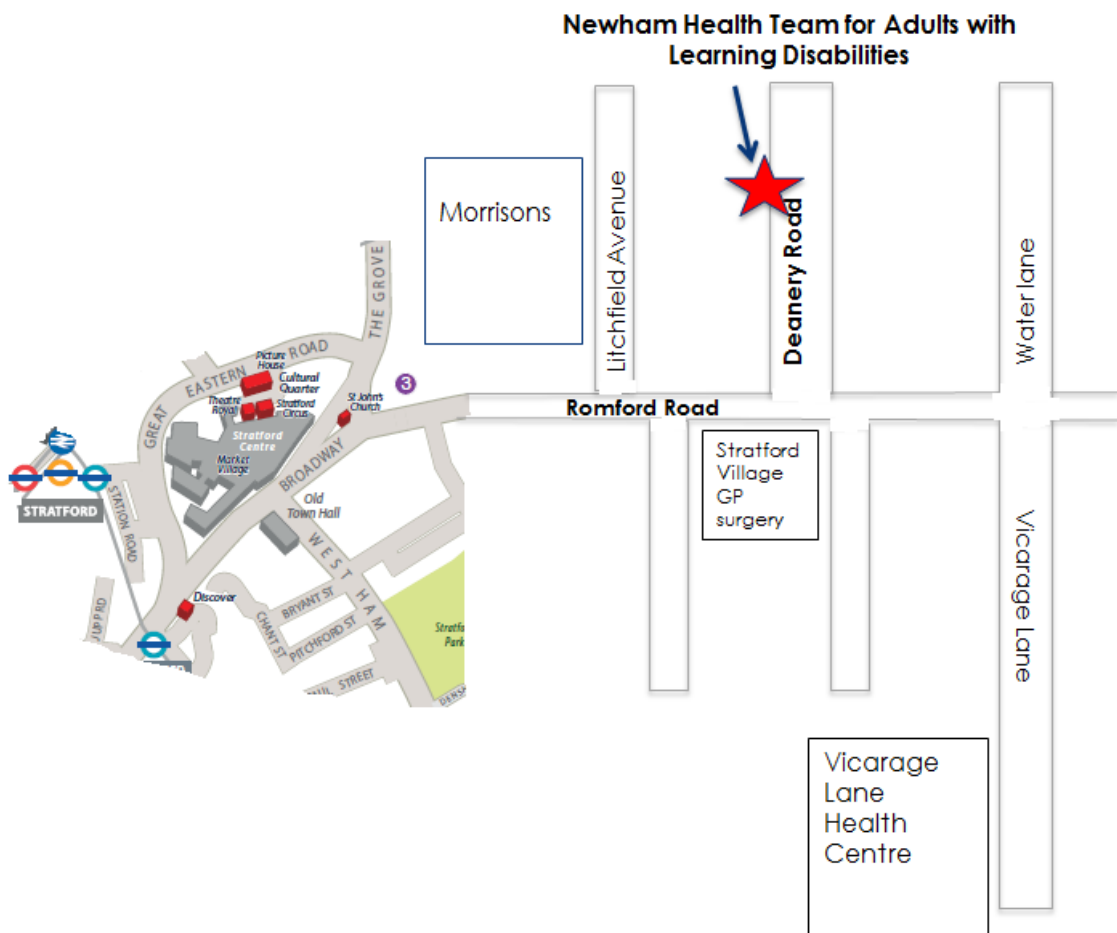 Newham Health Team for Adults with
Learning Disabilities
Morrisons
Litchfield Avenue
Deanery Road
Water lane
THE GROVE
GREAT EASTERN ROAD
Picture
House
Cultural
Quarter
Theatre
Royal
Stratford
Circus
St John's
Church
3
Romford Road
Stratford
Centre
Market
Village
BROADWAY
Stratford
Village
GP
surgery
STRATFORD
STATION ROAD
Old
Town Hall
WEST HAM
Vicarage Lane
Discover
JUPP RD
CHANT ST
BRYANT ST
PITCHFORD ST
STREET
Park
Vicarage
Lane
Health
Centre